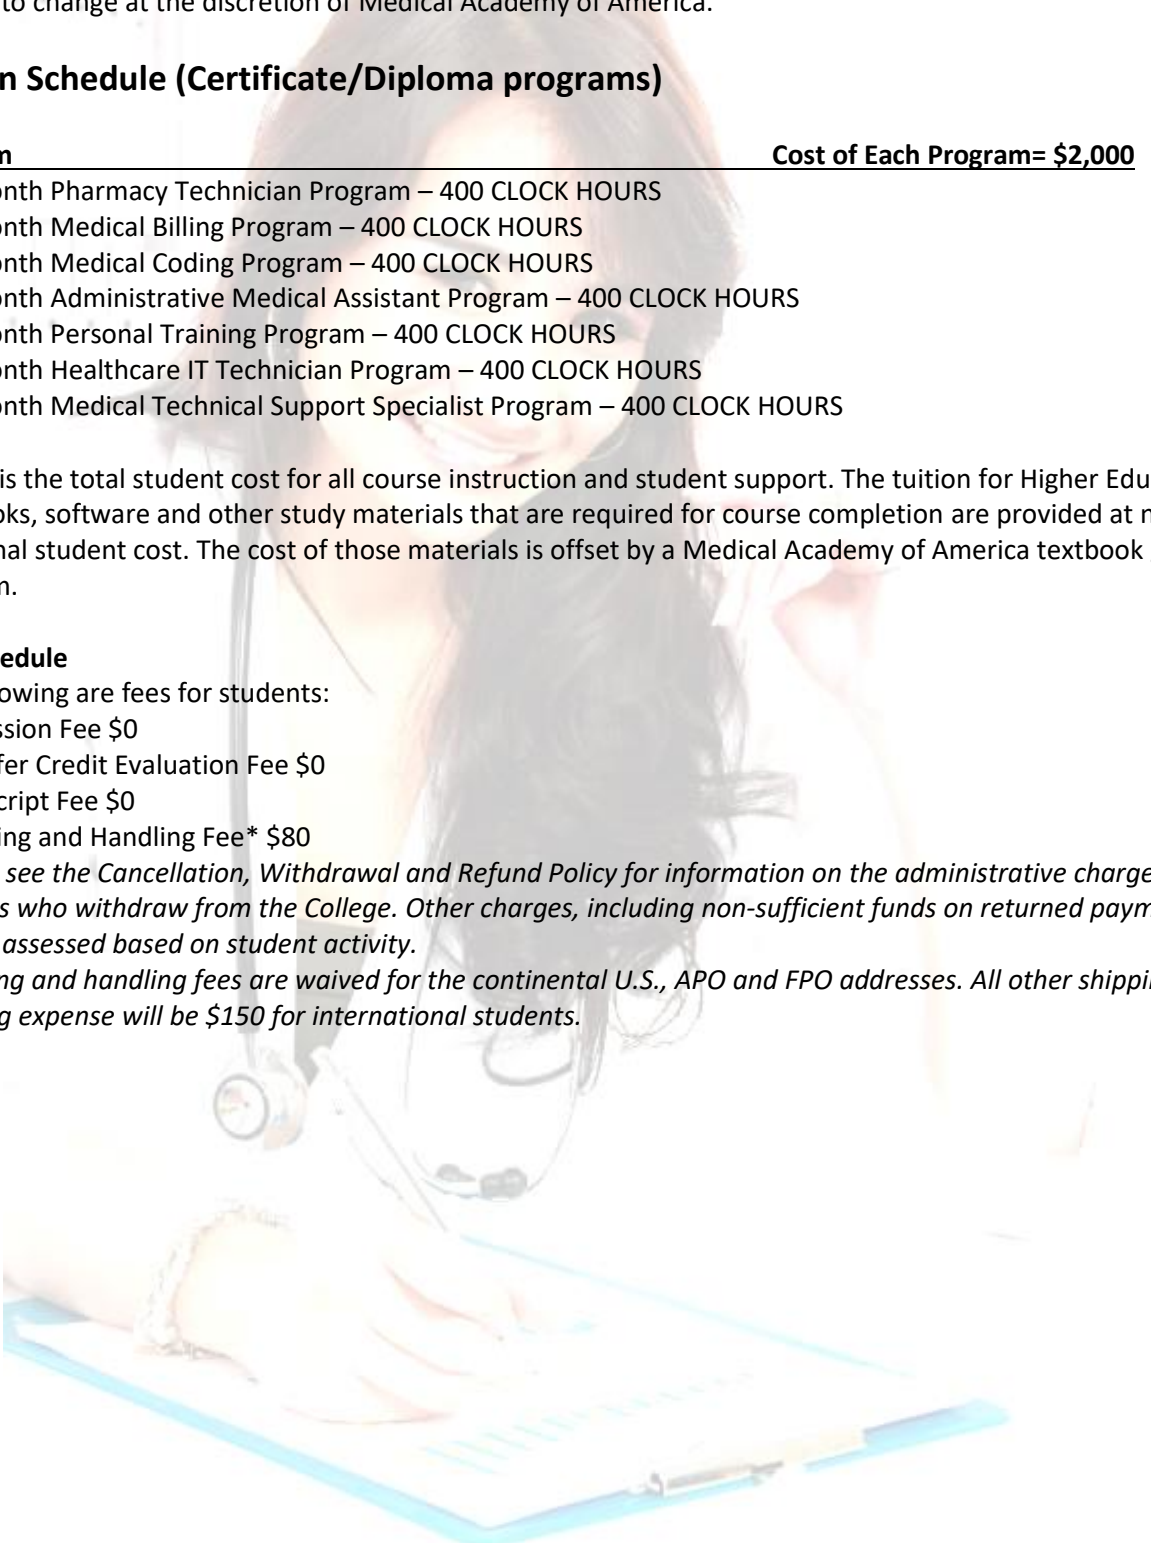 to change at the discretion of Medical Academy of America.
n Schedule (Certificate/Diploma programs)
m Cost of Each Program= $2,000
onth Pharmacy Technician Program – 400 CLOCK HOURS
onth Medical Billing Program – 400 CLOCK HOURS
onth Medical Coding Program – 400 CLOCK HOURS
onth Administrative Medical Assistant Program – 400 CLOCK HOURS
onth Personal Training Program – 400 CLOCK HOURS
onth Healthcare IT Technician Program – 400 CLOCK HOURS
onth Medical Technical Support Specialist Program – 400 CLOCK HOURS
is the total student cost for all course instruction and student support. The tuition for Higher Edu
oks, software and other study materials that are required for course completion are provided at n
nal student cost. The cost of those materials is offset by a Medical Academy of America textbook
m.
edule
owing are fees for students:
ssion Fee $0
fer Credit Evaluation Fee $0
cript Fee $0
ing and Handling Fee* $80
see the Cancellation, Withdrawal and Refund Policy for information on the administrative charge
s who withdraw from the College. Other charges, including non-sufficient funds on returned paym
assessed based on student activity.
ng and handling fees are waived for the continental U.S., APO and FPO addresses. All other shippi
g expense will be $150 for international students.